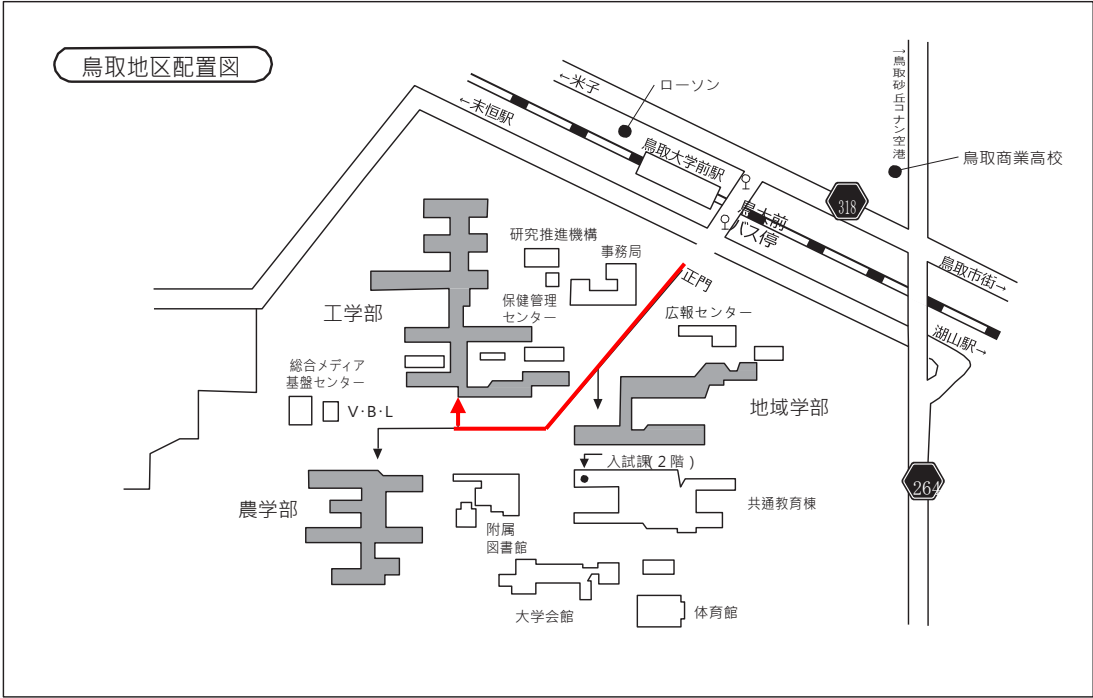 鳥取地区配置図
←米子
ローソン
→鳥取砂丘コナン空港
←末恒駅
鳥取大学前駅
鳥取商業高校
318
鳥大前
バス停
研究推進機構
事務局
正門
鳥取市街→
保健管理
センター
広報センター
工学部
湖山駅→
総合メディア
基盤センター
V・B・L
地域学部
入試課(2階)
264
農学部
共通教育棟
附属
図書館
大学会館
体育館